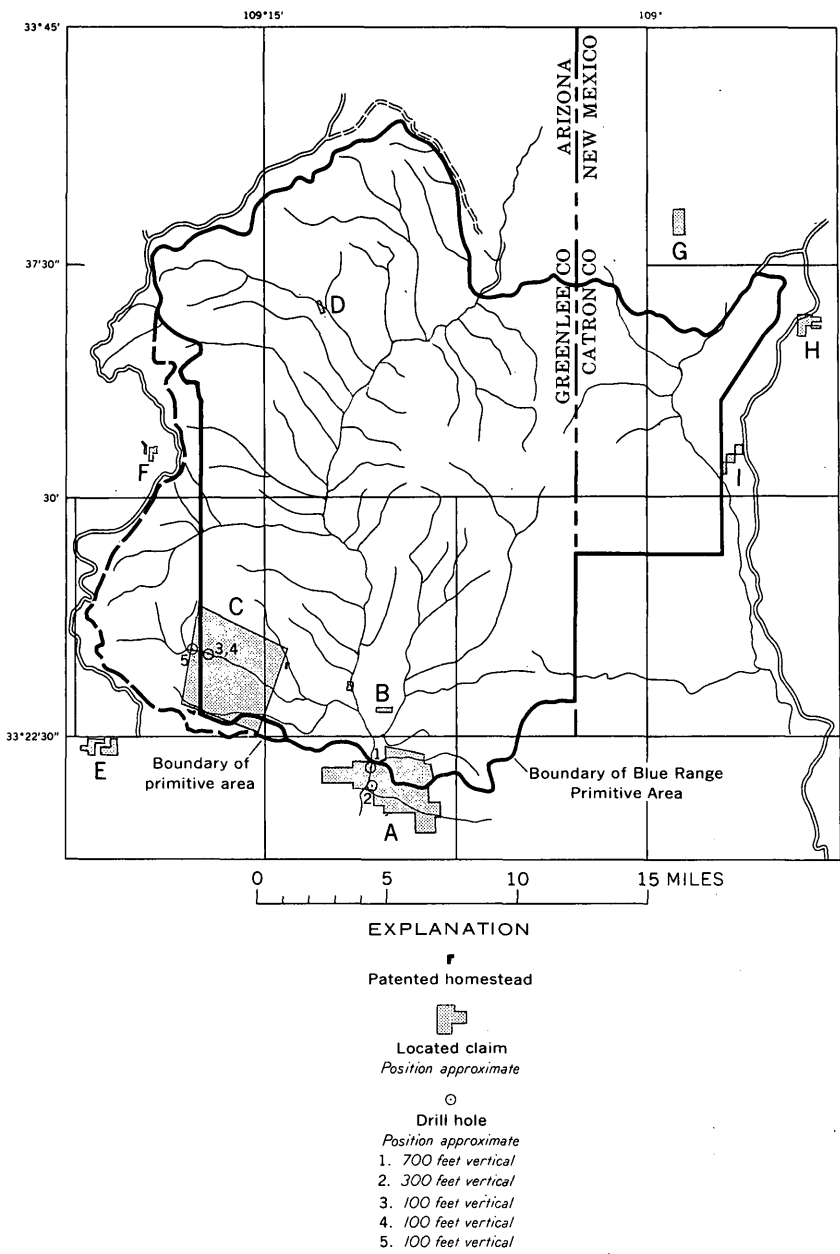 109°15'
109°
33°45'
ARIZONA
NEW MEXICO
G
37'30"
D
GREENLEE CO
CATRON CO
H
F
I
30'
C
3,4
5
B
33°22'30"
E
Boundary of
primitive area
1
2
A
Boundary of Blue Range
Primitive Area
0 5 10 15 MILES
EXPLANATION
Patented homestead
Located claim
Position approximate
Drill hole
Position approximate
1. 700 feet vertical
2. 300 feet vertical
3. 100 feet vertical
4. 100 feet vertical
5. 100 feet vertical